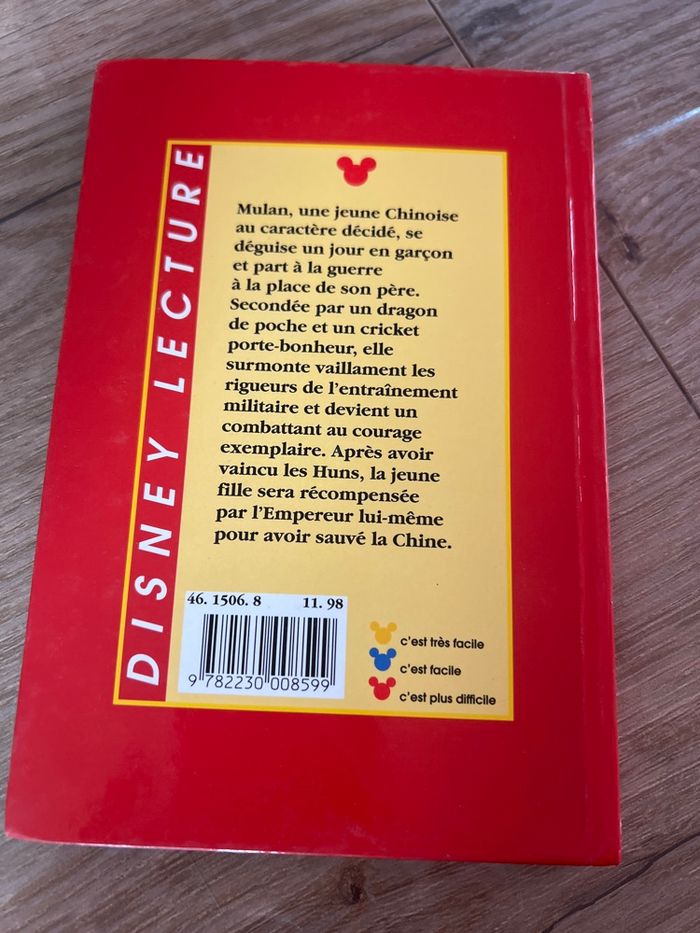 DISNEY LECTURE
Mulan, une jeune Chinoise
au caractère décidé, se
déguise un jour en garçon
et part à la guerre
à la place de son père.
Secondée par un dragon
de poche et un cricket
porte-bonheur, elle
surmonte vaillament les
rigueurs de l'entraînement
militaire et devient un
combattant au courage
exemplaire. Après avoir
vaincu les Huns, la jeune
fille sera récompensée
par l'Empereur lui-même
pour avoir sauvé la Chine.
46. 1506. 8 11. 98
9 782230 008599
c'est très facile
c'est facile
c'est plus difficile